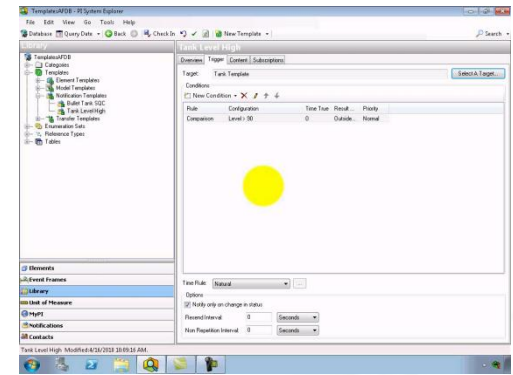 TemplatesAFDB - PI System Explorer
File Edit View Go Tools Help
Database Query Date Back Check In New Template Search
Library
TemplatesAFDB
Categories
Templates
Element Templates
Model Templates
Notification Templates
Bullet Tank SQC
Tank Level High
Transfer Templates
Enumeration Sets
Reference Types
Tables
Elements
Event Frames
Library
Unit of Measure
MyPI
Notifications
Contacts
Tank Level High
Overview Trigger Content Subscriptions
Target: Tank Template Select A Target...
Conditions
New Condition
Rule Configuration Time True Result... Priority
Comparison Level > 90 0 Outside... Normal
Time Rule: Natural ...
Options
Notify only on change in status
Resend Interval: 0 Seconds
Non Repetition Interval: 0 Seconds
Tank Level High Modified:4/16/2010 10:09:16 AM.